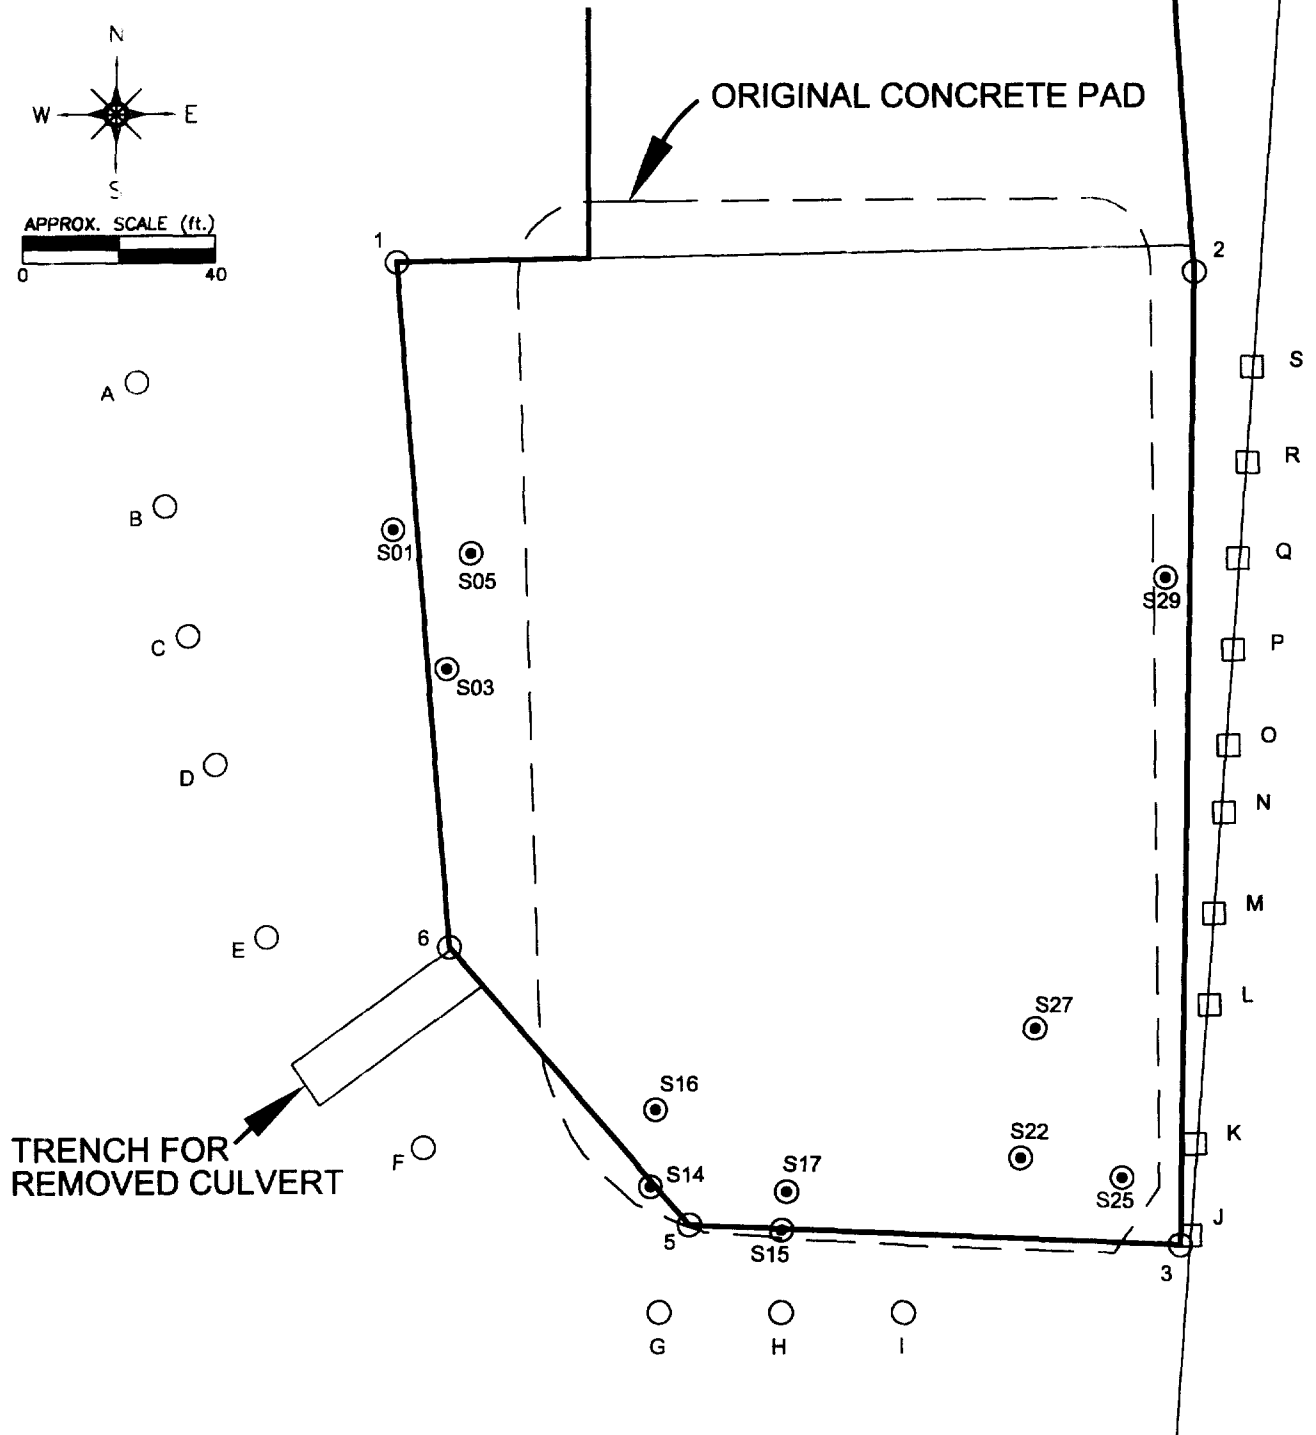 N
W
E
S
APPROX. SCALE (ft.)
0
40
ORIGINAL CONCRETE PAD
1
2
S
A
R
B
S01
S05
Q
S29
C
P
S03
O
D
N
M
6
E
L
S27
S16
TRENCH FOR
REMOVED CULVERT
F
S22
K
S14
S17
S25
5
S15
J
3
G
H
I